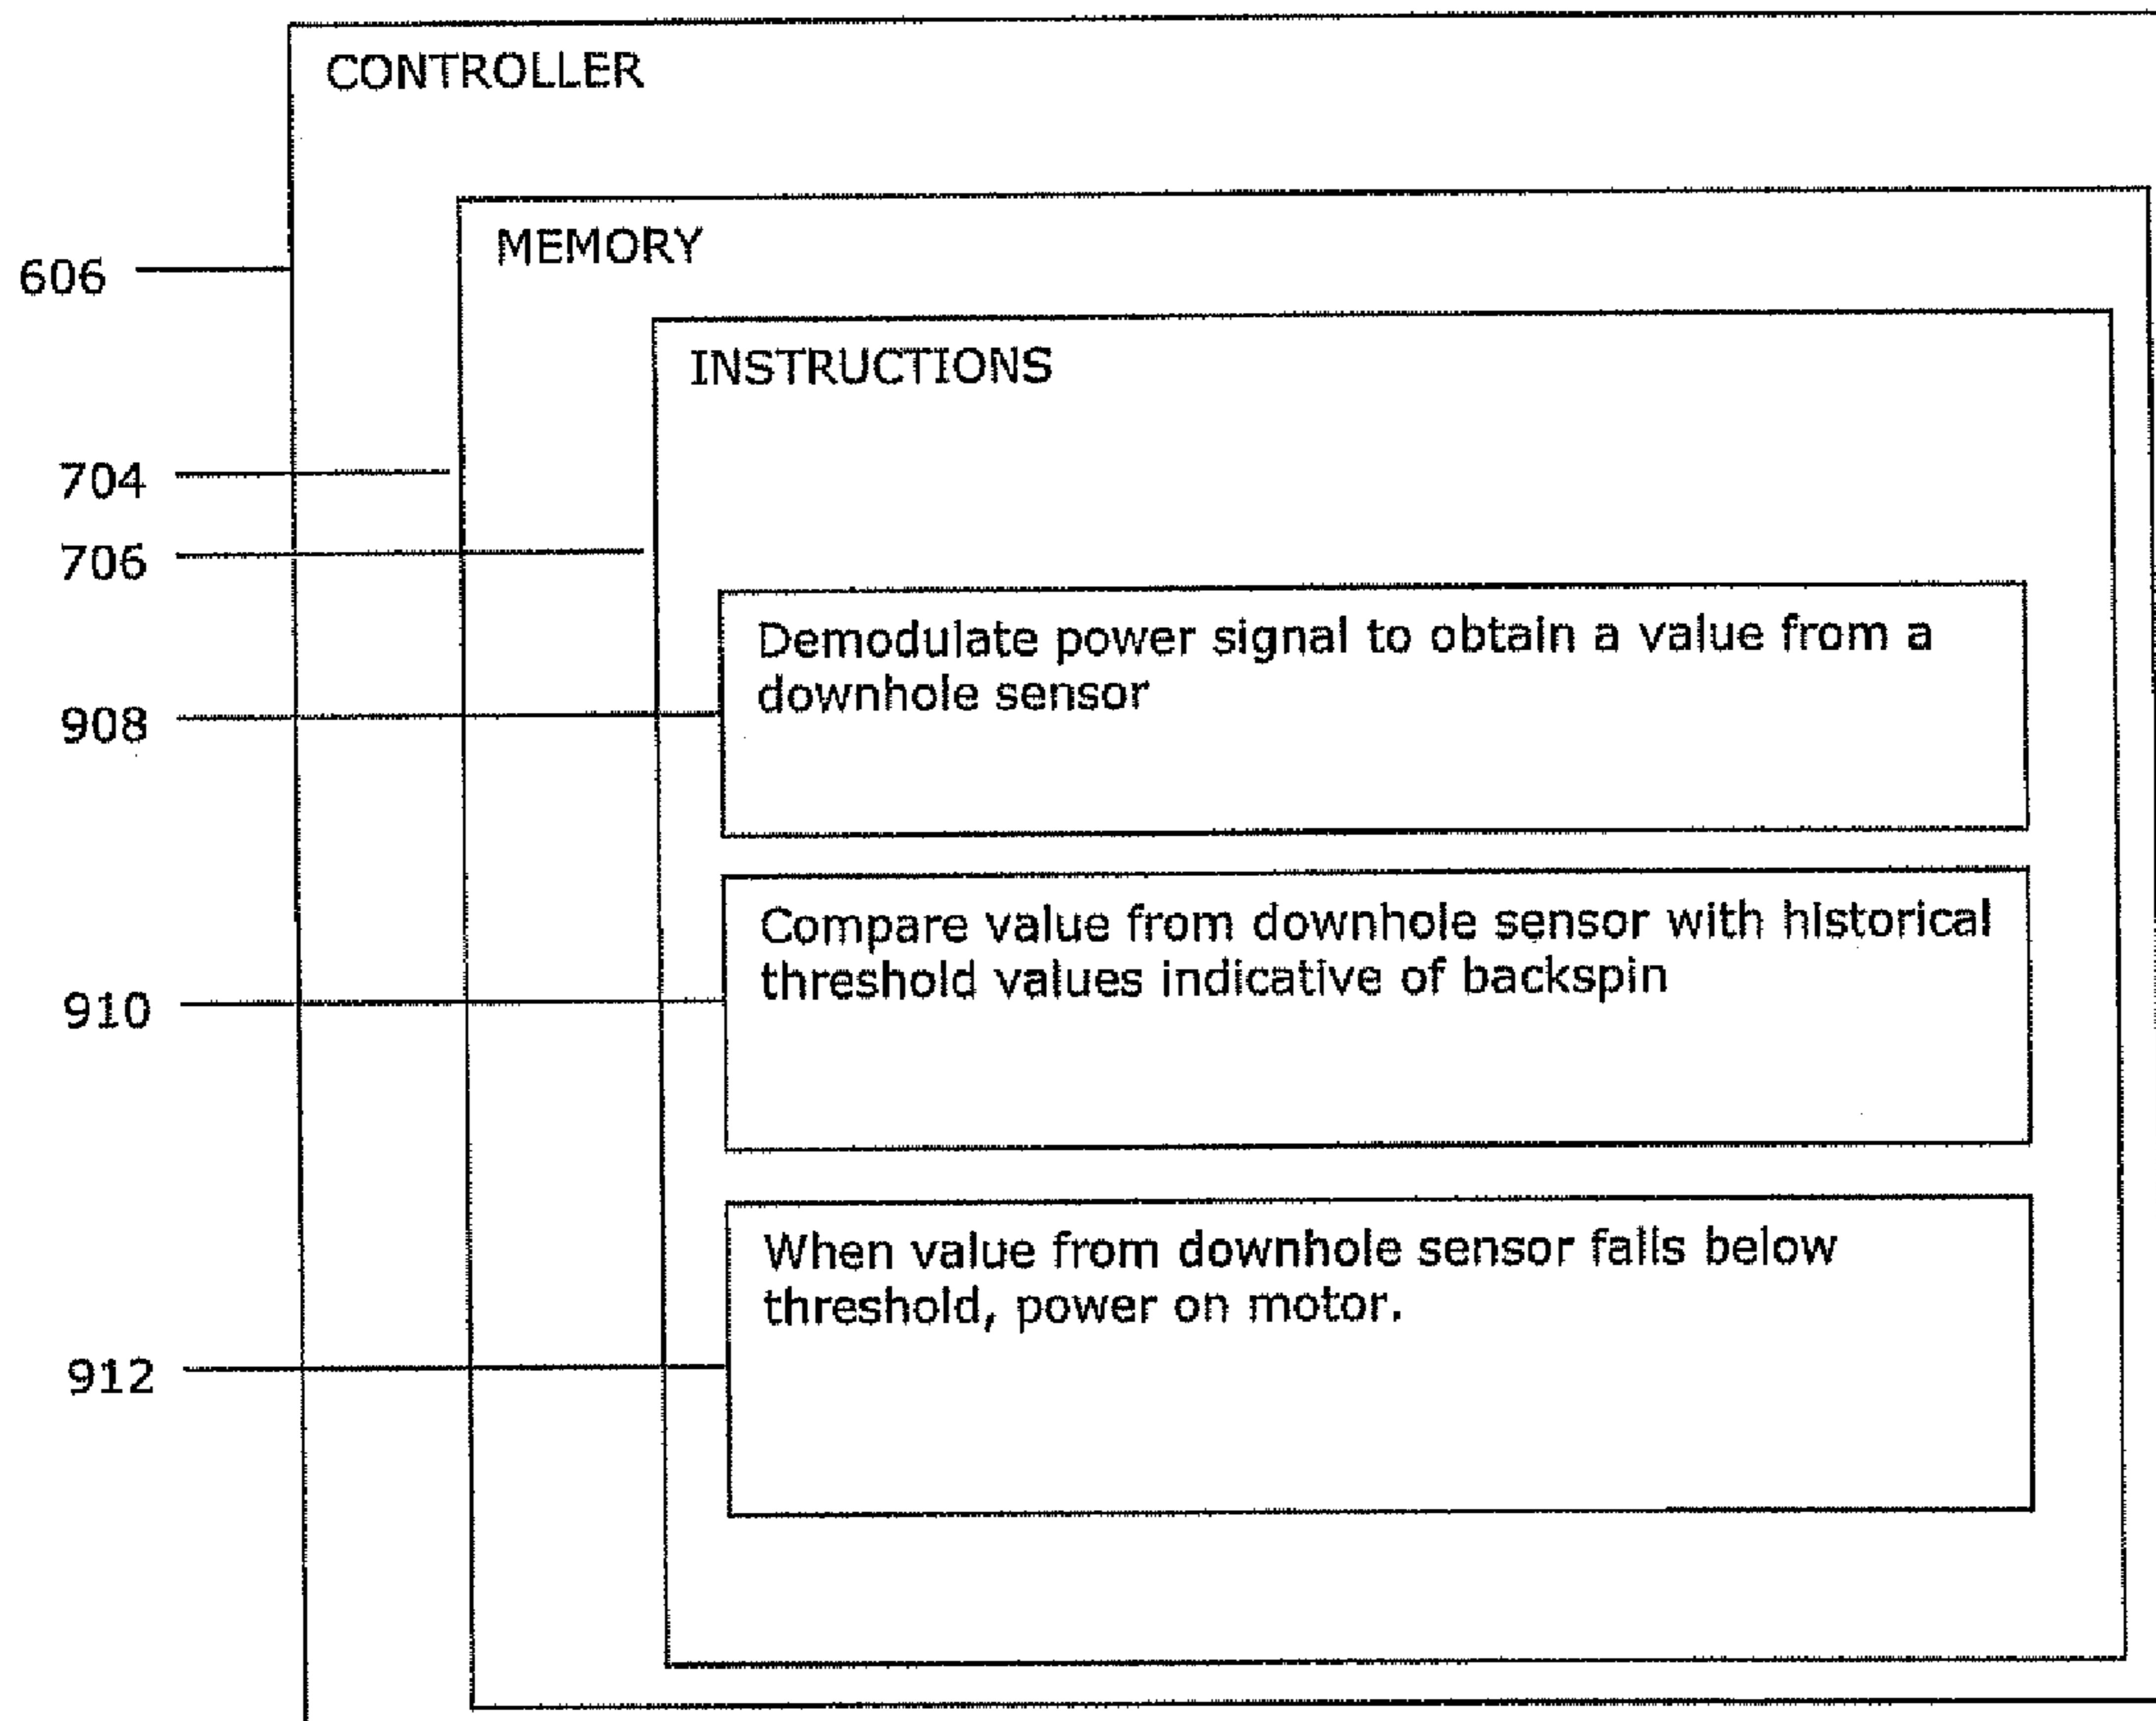 CONTROLLER
MEMORY
606
INSTRUCTIONS
704
706
Demodulate power signal to obtain a value from a
downhole sensor
908
Compare value from downhole sensor with historical
threshold values indicative of backspin
910
When value from downhole sensor falls below
threshold, power on motor.
912